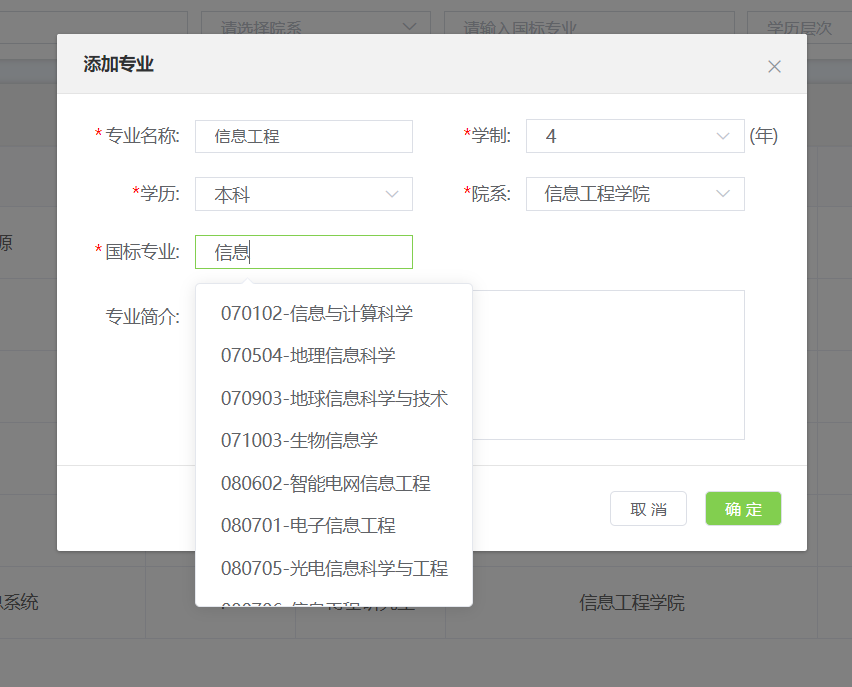 请选择院系 请输入国标专业 学历层次
添加专业
*专业名称: 信息工程 *学制: 4 (年)
*学历: 本科 *院系: 信息工程学院
源
*国标专业: 信息
专业简介:
070102-信息与计算科学
070504-地理信息科学
070903-地球信息科学与技术
071003-生物信息学
080602-智能电网信息工程
080701-电子信息工程
取消 确定
080705-光电信息科学与工程
系统 信息工程学院